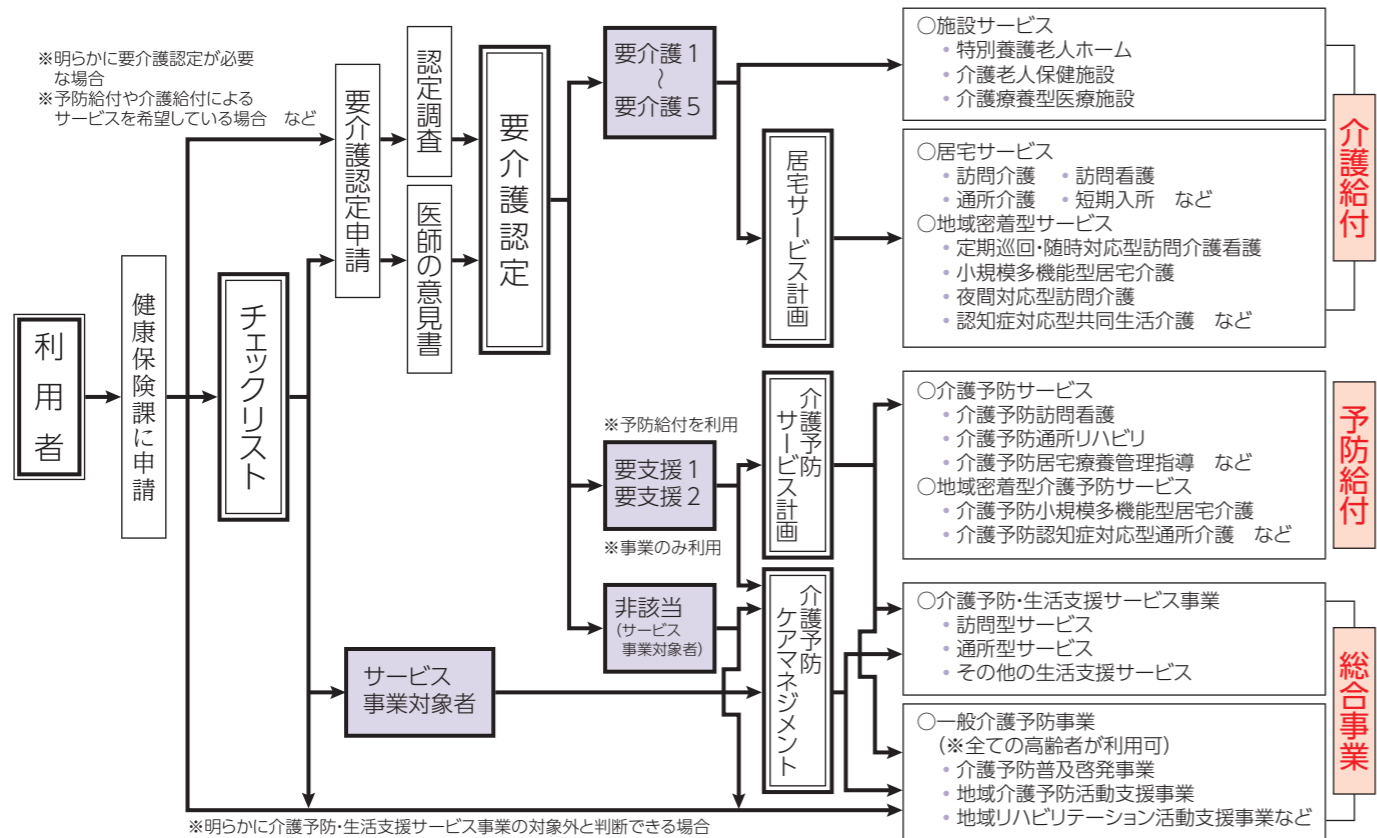 ※明らかに要介護認定が必要
な場合
※予防給付や介護給付による
サービスを希望している場合　など
利用者
健康保険課に申請
チェックリスト
要介護認定申請
認定調査
医師の意見書
要介護認定
要介護1
〜
要介護5
※予防給付を利用
要支援1
要支援2
※事業のみ利用
非該当
(サービス
事業対象者)
サービス
事業対象者
居宅サービス計画
介護予防
サービス計画
介護予防
ケアマネジメント
○施設サービス
・特別養護老人ホーム
・介護老人保健施設
・介護療養型医療施設
○居宅サービス
・訪問介護　・訪問看護
・通所介護　・短期入所　など
○地域密着型サービス
・定期巡回・随時対応型訪問介護看護
・小規模多機能型居宅介護
・夜間対応型訪問介護
・認知症対応型共同生活介護　など
介護給付
○介護予防サービス
・介護予防訪問看護
・介護予防通所リハビリ
・介護予防居宅療養管理指導　など
○地域密着型介護予防サービス
・介護予防小規模多機能型居宅介護
・介護予防認知症対応型通所介護　など
予防給付
○介護予防・生活支援サービス事業
・訪問型サービス
・通所型サービス
・その他の生活支援サービス
○一般介護予防事業
(※全ての高齢者が利用可)
・介護予防普及啓発事業
・地域介護予防活動支援事業
・地域リハビリテーション活動支援事業など
総合事業
※明らかに介護予防・生活支援サービス事業の対象外と判断できる場合